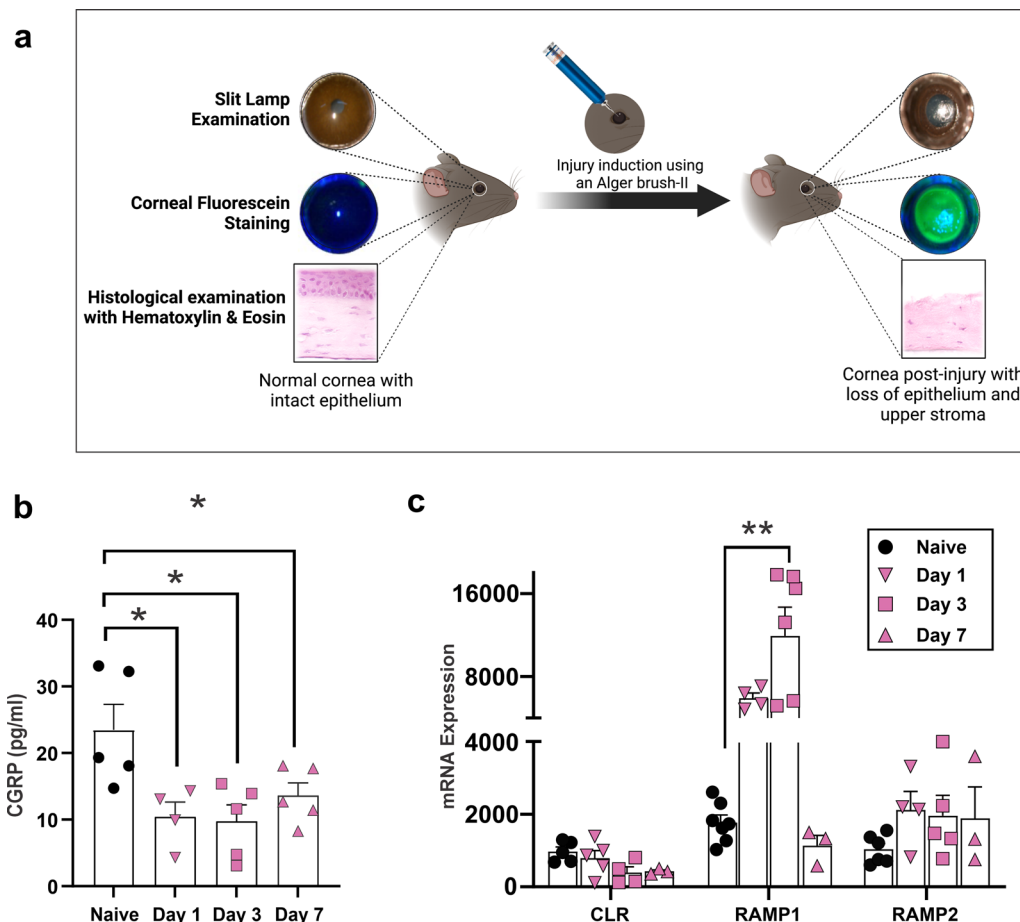 a
Slit Lamp
Examination
Corneal Fluorescein
Staining
Histological examination
with Hematoxylin & Eosin
Normal cornea with
intact epithelium
Injury induction using
an Alger brush-II
Cornea post-injury with
loss of epithelium and
upper stroma
b
*
*
*
CGRP (pg/ml)
40
30
20
10
0
Naive Day 1 Day 3 Day 7
c
**
Naive
Day 1
Day 3
Day 7
mRNA Expression
16000
8000
4000
2000
0
CLR RAMP1 RAMP2